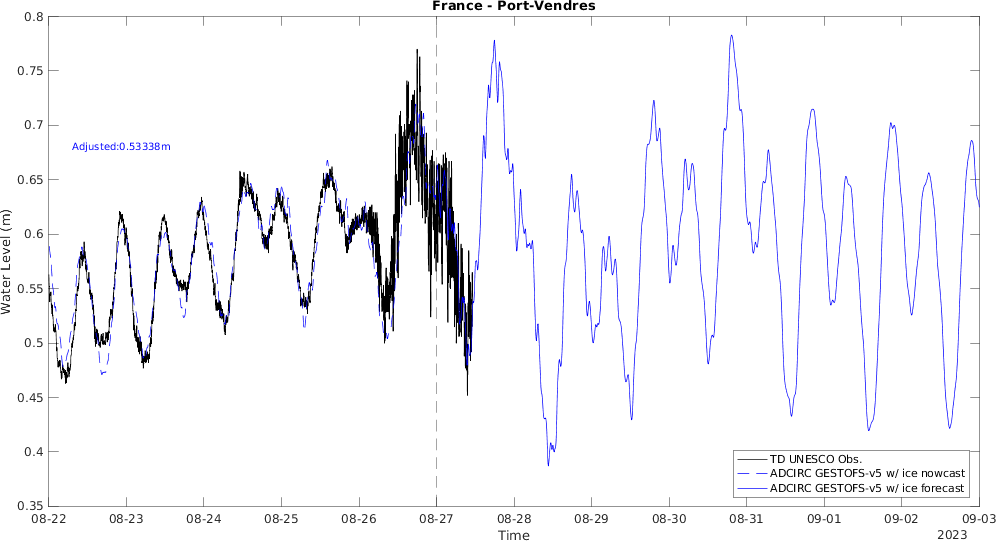 France - Port-Vendres
0.8
0.75
0.7
0.65
0.6
0.55
0.5
0.45
0.4
0.35
Water Level (m)
Adjusted:0.53338m
TD UNESCO Obs.
ADCIRC GESTOFS-v5 w/ ice nowcast
ADCIRC GESTOFS-v5 w/ ice forecast
08-22 08-23 08-24 08-25 08-26 08-27 08-28 08-29 08-30 08-31 09-01 09-02 09-03
Time
2023